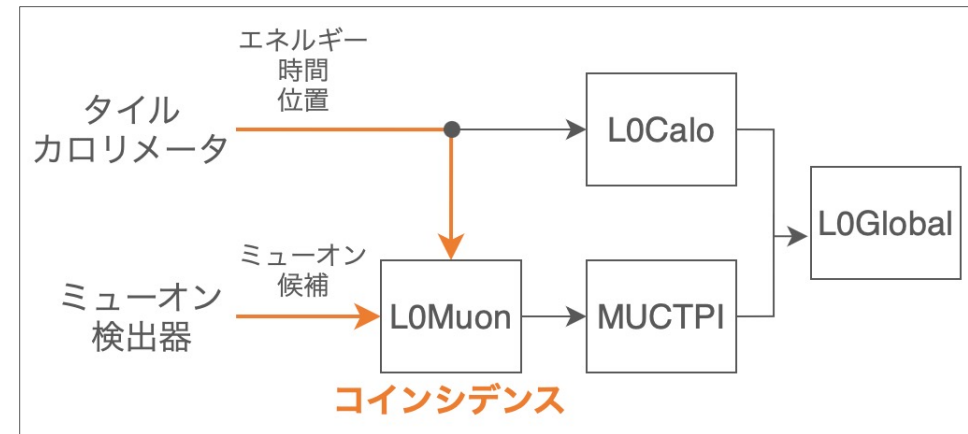 エネルギー
時間
位置
タイル
カロリメータ
L0Calo
L0Global
ミューオン
候補
ミューオン
検出器
L0Muon
MUCTPI
コインシデンス